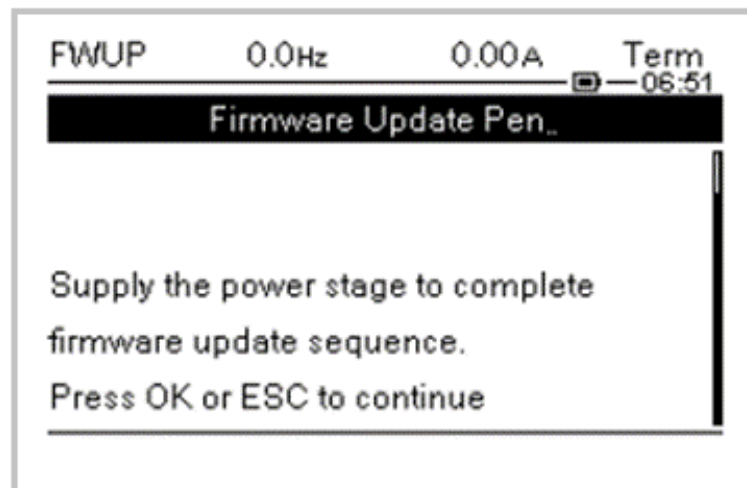 FWUP 0.0Hz 0.00A Term
06:51
Firmware Update Pen..
Supply the power stage to complete
firmware update sequence.
Press OK or ESC to continue